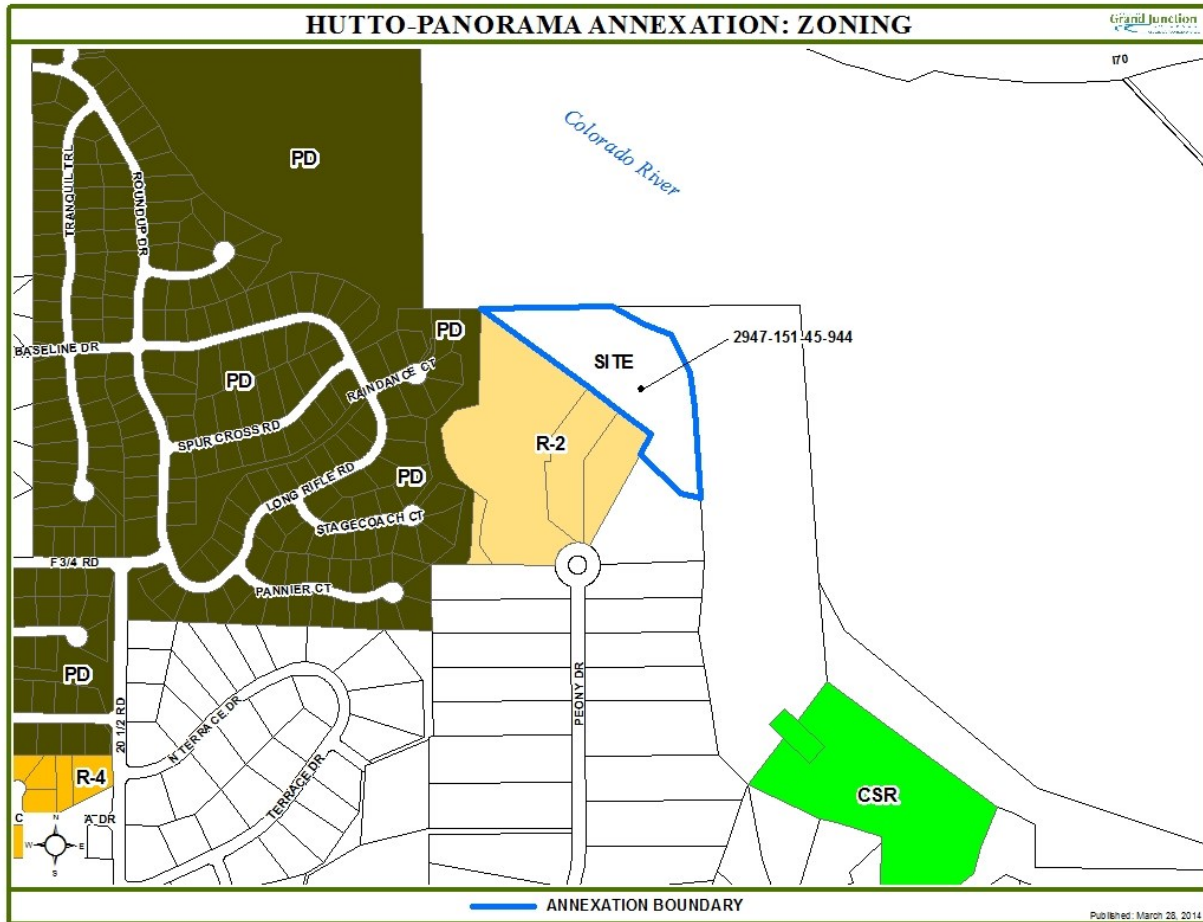 HUTTO-PANORAMA ANNEXATION: ZONING
Grand Junction
I70
Colorado River
PD
TRANQUIL TRL
ROUNDUP DR
2947-151-45-944
PD
BASELINE DR
SITE
RAINDANCE CT
PD
SPUR CROSS RD
R-2
PD
LONG RIFLE RD
STAGECOACH CT
F 3/4 RD
PANNIER CT
PD
20 1/2 RD
N TERRACE DR
PEONY DR
R-4
TERRACE DR
CSR
C
A DR
N
W
E
S
ANNEXATION BOUNDARY
Published: March 28, 2014